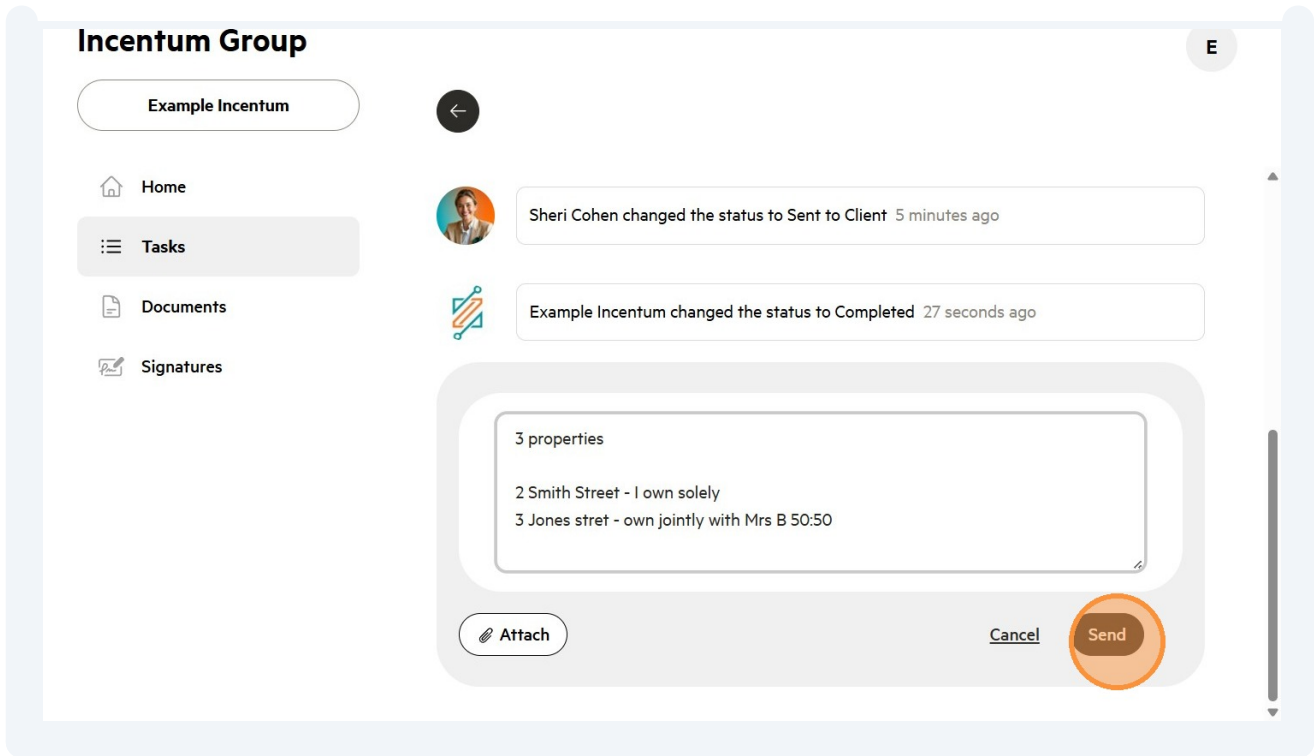 Incentum Group
E
Example Incentum
Home
Tasks
Documents
Signatures
Sheri Cohen changed the status to Sent to Client 5 minutes ago
Example Incentum changed the status to Completed 27 seconds ago
3 properties
2 Smith Street - I own solely
3 Jones stret - own jointly with Mrs B 50:50
Attach
Cancel
Send